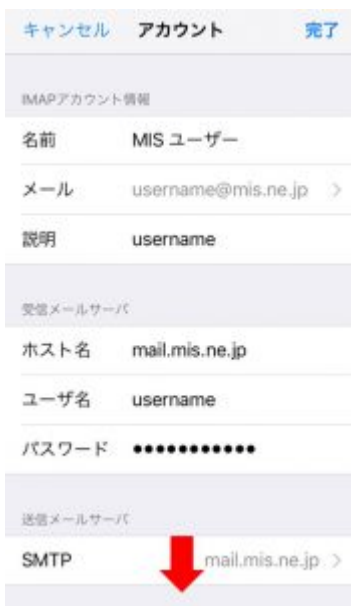 キャンセル アカウント 完了
IMAPアカウント情報
名前 MIS ユーザー
メール username@mis.ne.jp >
説明 username
受信メールサーバ
ホスト名 mail.mis.ne.jp
ユーザ名 username
パスワード ●●●●●●●●●●●
送信メールサーバ
SMTP mail.mis.ne.jp >